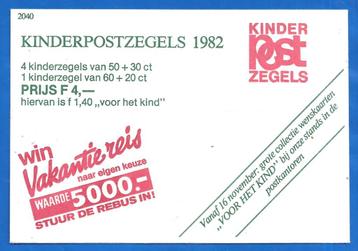 2040
KINDERPOSTZEGELS 1982
4 kinderzegels van 50 + 30 ct
1 kinderzegel van 60 + 20 ct
PRIJS F 4,—
hiervan is f 1,40 „voor het kind”
KINDER
post
ZEGELS
win
Vakantiereis
naar eigen keuze
WAARDE 5000.-
STUUR DE REBUS IN!
Vanaf 16 november: grote collectie wenskaarten
„VOOR HET KIND” bij onze stands in de
postkantoren